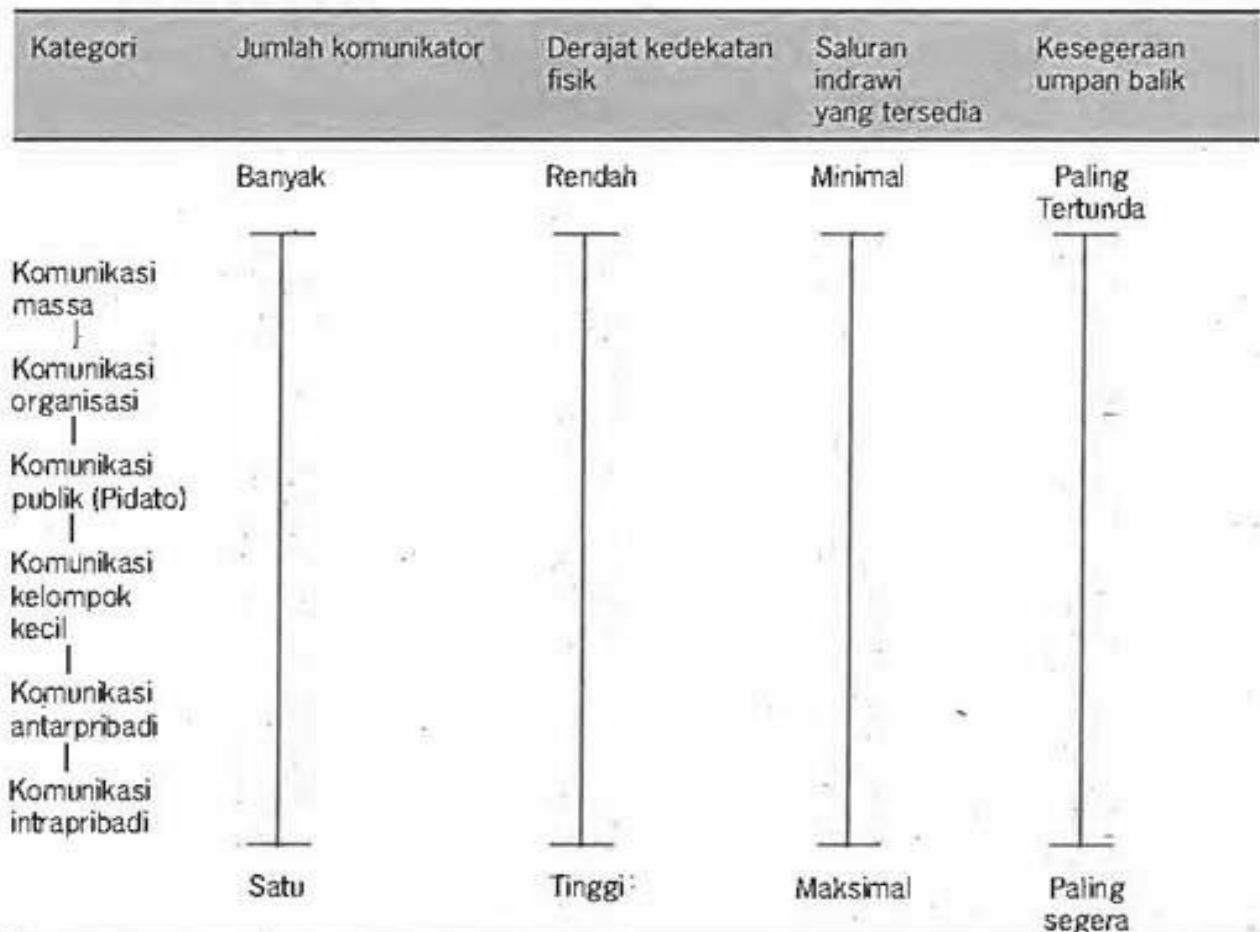 Kategori
Jumlah komunikator
Derajat kedekatan
fisik
Saluran
indrawi
yang tersedia
Kesegeraan
umpan balik
Banyak
Rendah
Minimal
Paling
Tertunda
Komunikasi
massa
Komunikasi
organisasi
Komunikasi
publik (Pidato)
Komunikasi
kelompok
kecil
Komunikasi
antarpribadi
Komunikasi
intrapribadi
Satu
Tinggi
Maksimal
Paling
segera